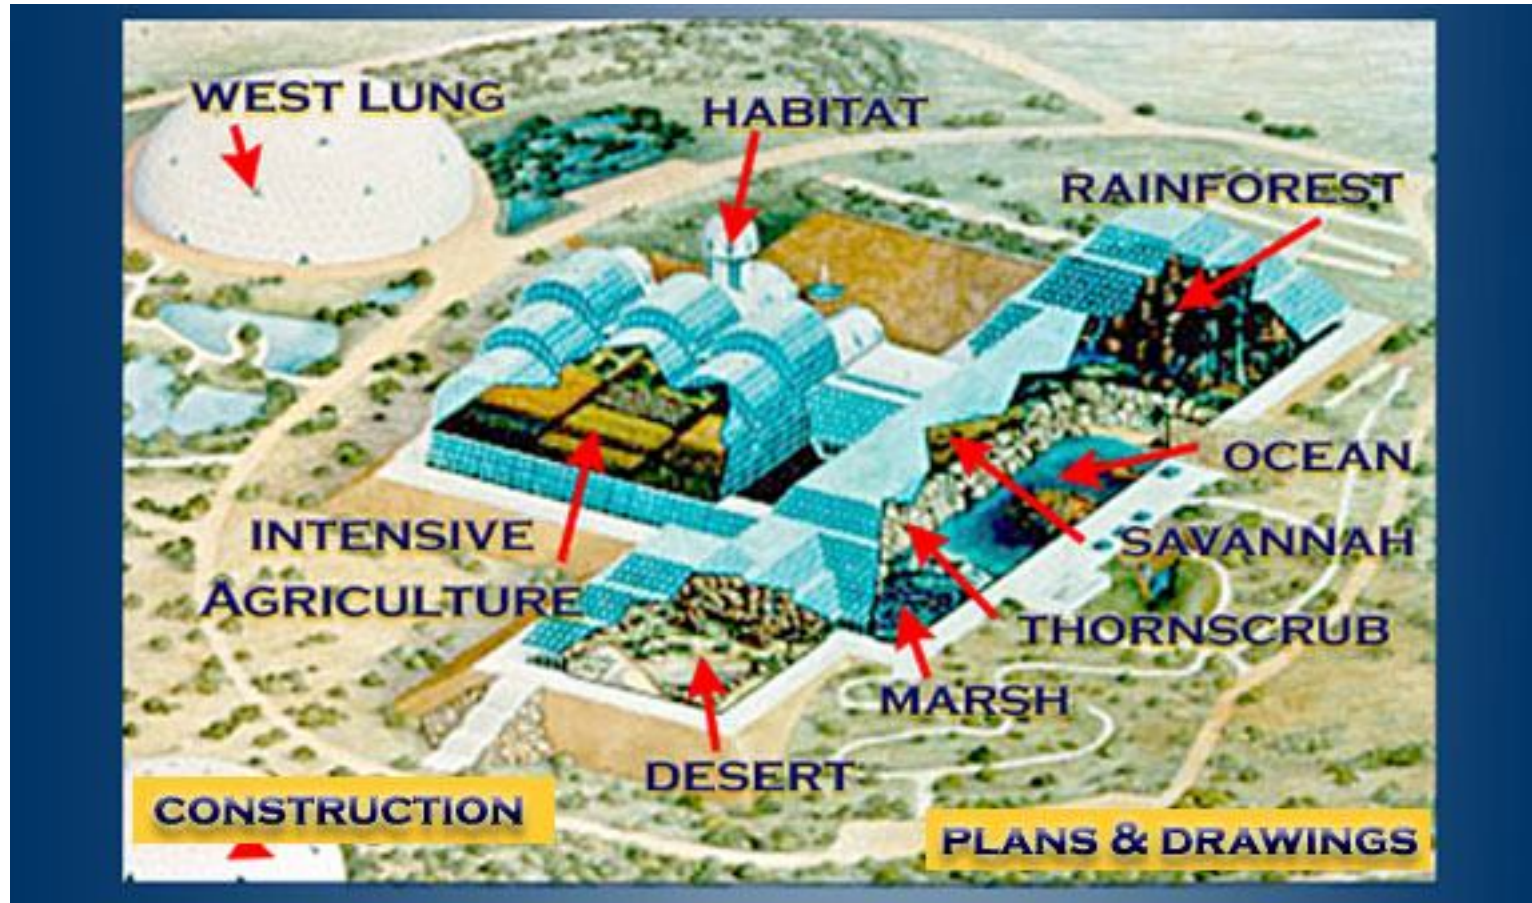 WEST LUNG
HABITAT
RAINFOREST
OCEAN
INTENSIVE
AGRICULTURE
SAVANNAH
THORNSCRUB
MARSH
DESERT
CONSTRUCTION
PLANS & DRAWINGS